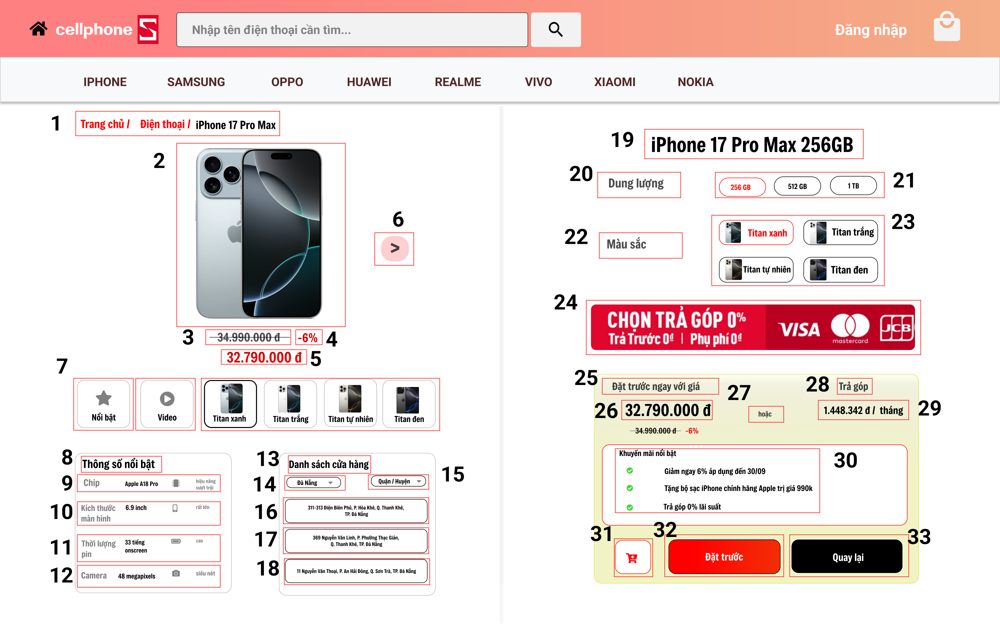 cellphone S
Nhập tên điện thoại cần tìm...
Đăng nhập
IPHONE SAMSUNG OPPO HUAWEI REALME VIVO XIAOMI NOKIA
1
Trang chủ / Điện thoại / iPhone 17 Pro Max
2
6
>
3
34.990.000 đ
-6%
4
32.790.000 đ
5
7
Nổi bật
Video
Titan xanh
Titan trắng
Titan tự nhiên
Titan đen
8
Thông số nổi bật
9
Chip
Apple A18 Pro
hiệu năng
vượt trội
10
Kích thước
màn hình
6.9 inch
rất lớn
11
Thời lượng
pin
33 tiếng
onscreen
cao
12
Camera
48 megapixels
siêu nét
13
Danh sách cửa hàng
14
Đà Nẵng
Quận / Huyện
15
16
311-313 Điện Biên Phủ, P. Hòa Khê, Q. Thanh Khê,
TP. Đà Nẵng
17
369 Nguyễn Văn Linh, P. Phường Thạc Gián,
Q. Thanh Khê, TP. Đà Nẵng
18
11 Nguyễn Văn Thoại, P. An Hải Đông, Q. Sơn Trà, TP. Đà Nẵng
19
iPhone 17 Pro Max 256GB
20
Dung lượng
256 GB
512 GB
1 TB
21
22
Màu sắc
23
Titan xanh
Titan trắng
Titan tự nhiên
Titan đen
24
CHỌN TRẢ GÓP 0%
Trả Trước 0đ | Phụ phí 0đ
VISA
mastercard
JCB
25
Đặt trước ngay với giá
26
32.790.000 đ
34.990.000 đ
-6%
27
hoặc
28
Trả góp
1.448.342 đ / tháng
29
Khuyến mãi nổi bật
30
Giảm ngay 6% áp dụng đến 30/09
Tặng bộ sạc iPhone chính hãng Apple trị giá 990k
Trả góp 0% lãi suất
31
32
Đặt trước
33
Quay lại